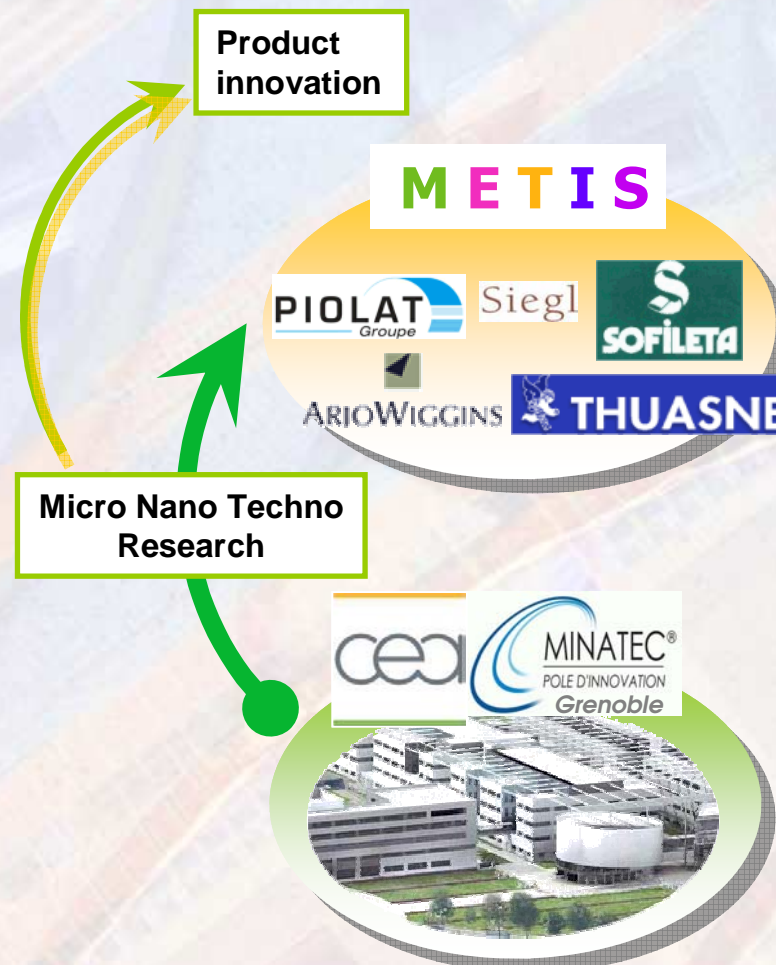 Product
innovation
METIS
PIOLAT
Groupe
Siegl
SOFILETA
ARJOWIGGINS
THUASNE
Micro Nano Techno
Research
cea
MINATEC®
POLE D'INNOVATION
Grenoble